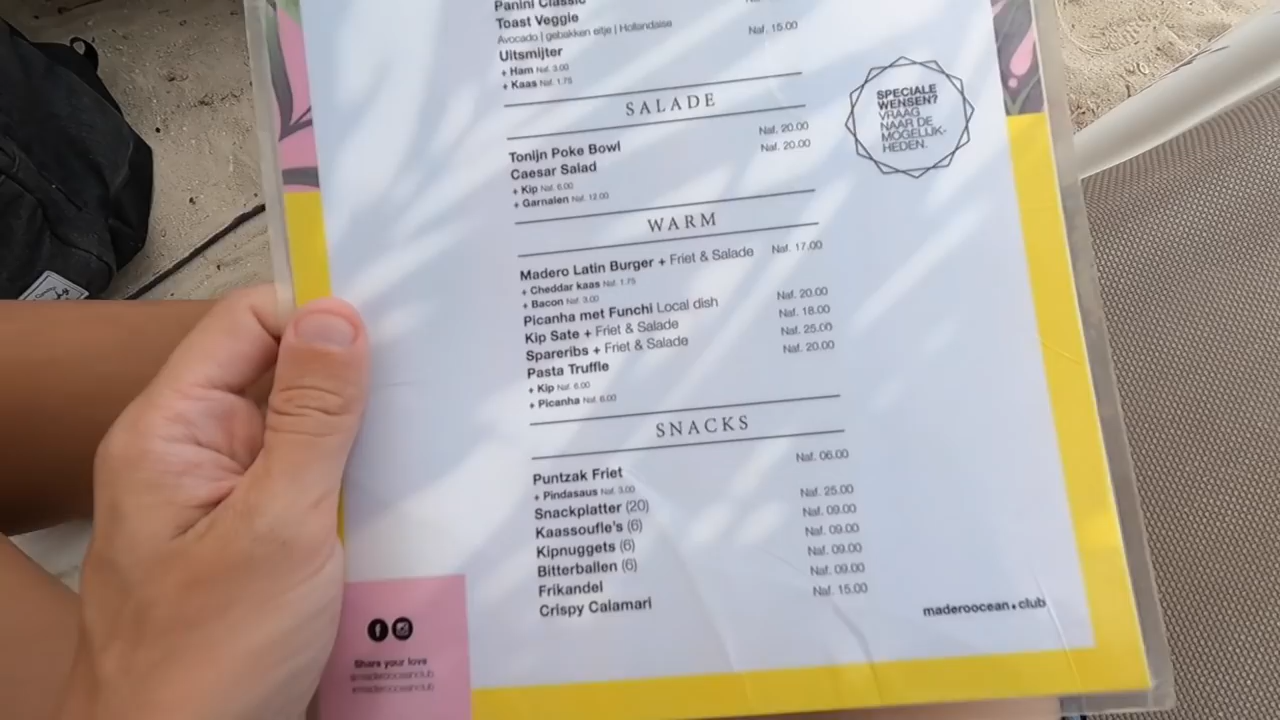 Panini Classic
Toast Veggie
Avocado | gebakken eitje | Hollandaise
Uitsmijter Naf. 15.00
+ Ham Naf. 3.00
+ Kaas Naf. 1.75
SALADE
Tonijn Poke Bowl Naf. 20.00
Caesar Salad Naf. 20.00
+ Kip Naf. 6.00
+ Garnalen Naf. 12.00
WARM
Madero Latin Burger + Friet & Salade Naf. 17.00
+ Cheddar kaas Naf. 1.75
+ Bacon Naf. 3.00
Picanha met Funchi Local dish Naf. 20.00
Kip Sate + Friet & Salade Naf. 18.00
Spareribs + Friet & Salade Naf. 25.00
Pasta Truffle Naf. 20.00
+ Kip Naf. 6.00
+ Picanha Naf. 6.00
SNACKS
Puntzak Friet Naf. 06.00
+ Pindasaus Naf. 3.00
Snackplatter (20) Naf. 25.00
Kaassoufle's (6) Naf. 09.00
Kipnuggets (6) Naf. 09.00
Bitterballen (6) Naf. 09.00
Frikandel Naf. 09.00
Crispy Calamari Naf. 15.00
SPECIALE
WENSEN?
VRAAG
NAAR DE
MOGELIJK-
HEDEN.
maderoocean.club
Share your love
@maderooceanclub
#maderooceanclub